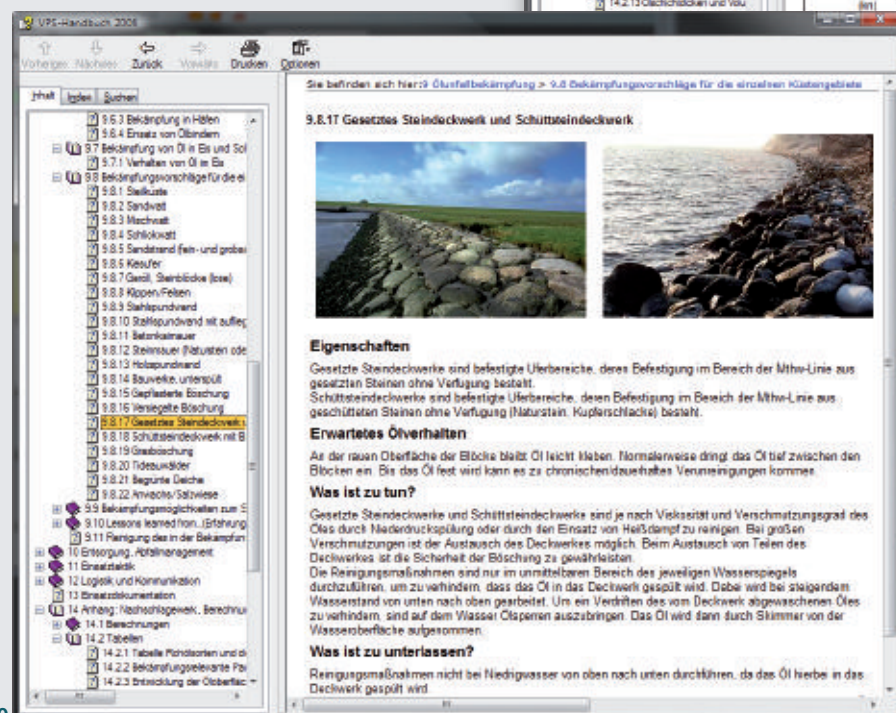 14.2.13 Ölschichtdicken und Volu
VPS-Handbuch 2006
Vorheriges Nächstes Zurück Vorwärts Drucken Optionen
Inhalt Index Suchen
9.6.3 Bekämpfung in Häfen
9.6.4 Einsatz von Ölbindern
9.7 Bekämpfung von Öl in Eis und Sch
9.7.1 Verhalten von Öl im Eis
9.8 Bekämpfungsvorschläge für die ei
9.8.1 Steilküste
9.8.2 Sandwatt
9.8.3 Mischwatt
9.8.4 Schlickwatt
9.8.5 Sandstrand (fein- und grobe
9.8.6 Kiesufer
9.8.7 Geröll, Steinblöcke (lose)
9.8.8 Klippen/Felsen
9.8.9 Stahlspundwand
9.8.10 Stahlspundwand mit auflieg
9.8.11 Betonkaimauer
9.8.12 Steinmauer (Naturstein ode
9.8.13 Holzspundwand
9.8.14 Bauwerke, unterspült
9.8.15 Gepflasterte Böschung
9.8.16 Versiegelte Böschung
9.8.17 Gesetztes Steindeckwerk u
9.8.18 Schüttsteindeckwerk mit B
9.8.19 Grasböschung
9.8.20 Tideauwälder
9.8.21 Begrünte Deiche
9.8.22 Anwachs/Salzwiese
9.9 Bekämpfungsmöglichkeiten zum S
9.10 Lessons learned from...(Erfahrung
9.11 Reinigung des in der Bekämpfun
10 Entsorgung, Abfallmanagement
11 Einsatztaktik
12 Logistik und Kommunikation
13 Einsatzdokumentation
14 Anhang: Nachschlagewerk, Berechnu
14.1 Berechnungen
14.2 Tabellen
14.2.1 Tabelle Rohölsorten und de
14.2.2 Bekämpfungsrelevante Pa
14.2.3 Entwicklung der Öloberfläc
Sie befinden sich hier:9 Ölunfallbekämpfung > 9.8 Bekämpfungsvorschläge für die einzelnen Küstengebiete
9.8.17 Gesetztes Steindeckwerk und Schüttsteindeckwerk
Eigenschaften
Gesetzte Steindeckwerke sind befestigte Uferbereiche, deren Befestigung im Bereich der Mthw-Linie aus
gesetzten Steinen ohne Verfugung besteht.
Schüttsteindeckwerke sind befestigte Uferbereiche, deren Befestigung im Bereich der Mthw-Linie aus
geschütteten Steinen ohne Verfugung (Naturstein, Kupferschlacke) besteht.
Erwartetes Ölverhalten
An der rauen Oberfläche der Blöcke bleibt Öl leicht kleben. Normalerweise dringt das Öl tief zwischen den
Blöcken ein. Bis das Öl fest wird kann es zu chronischen/dauerhaften Verunreinigungen kommen.
Was ist zu tun?
Gesetzte Steindeckwerke und Schüttsteindeckwerke sind je nach Viskosität und Verschmutzungsgrad des
Öles durch Niederdruckspülung oder durch den Einsatz von Heißdampf zu reinigen. Bei großen
Verschmutzungen ist der Austausch des Deckwerkes möglich. Beim Austausch von Teilen des
Deckwerkes ist die Sicherheit der Böschung zu gewährleisten.
Die Reinigungsmaßnahmen sind nur im unmittelbaren Bereich des jeweiligen Wasserspiegels
durchzuführen, um zu verhindern, dass das Öl in das Deckwerk gespült wird. Dabei wird bei steigendem
Wasserstand von unten nach oben gearbeitet. Um ein Verdriften des vom Deckwerk abgewaschenen Öles
zu verhindern, sind auf dem Wasser Ölsperren auszubringen. Das Öl wird dann durch Skimmer von der
Wasseroberfläche aufgenommen.
Was ist zu unterlassen?
Reinigungsmaßnahmen nicht bei Niedrigwasser von oben nach unten durchführen, da das Öl hierbei in das
Deckwerk gespült wird.